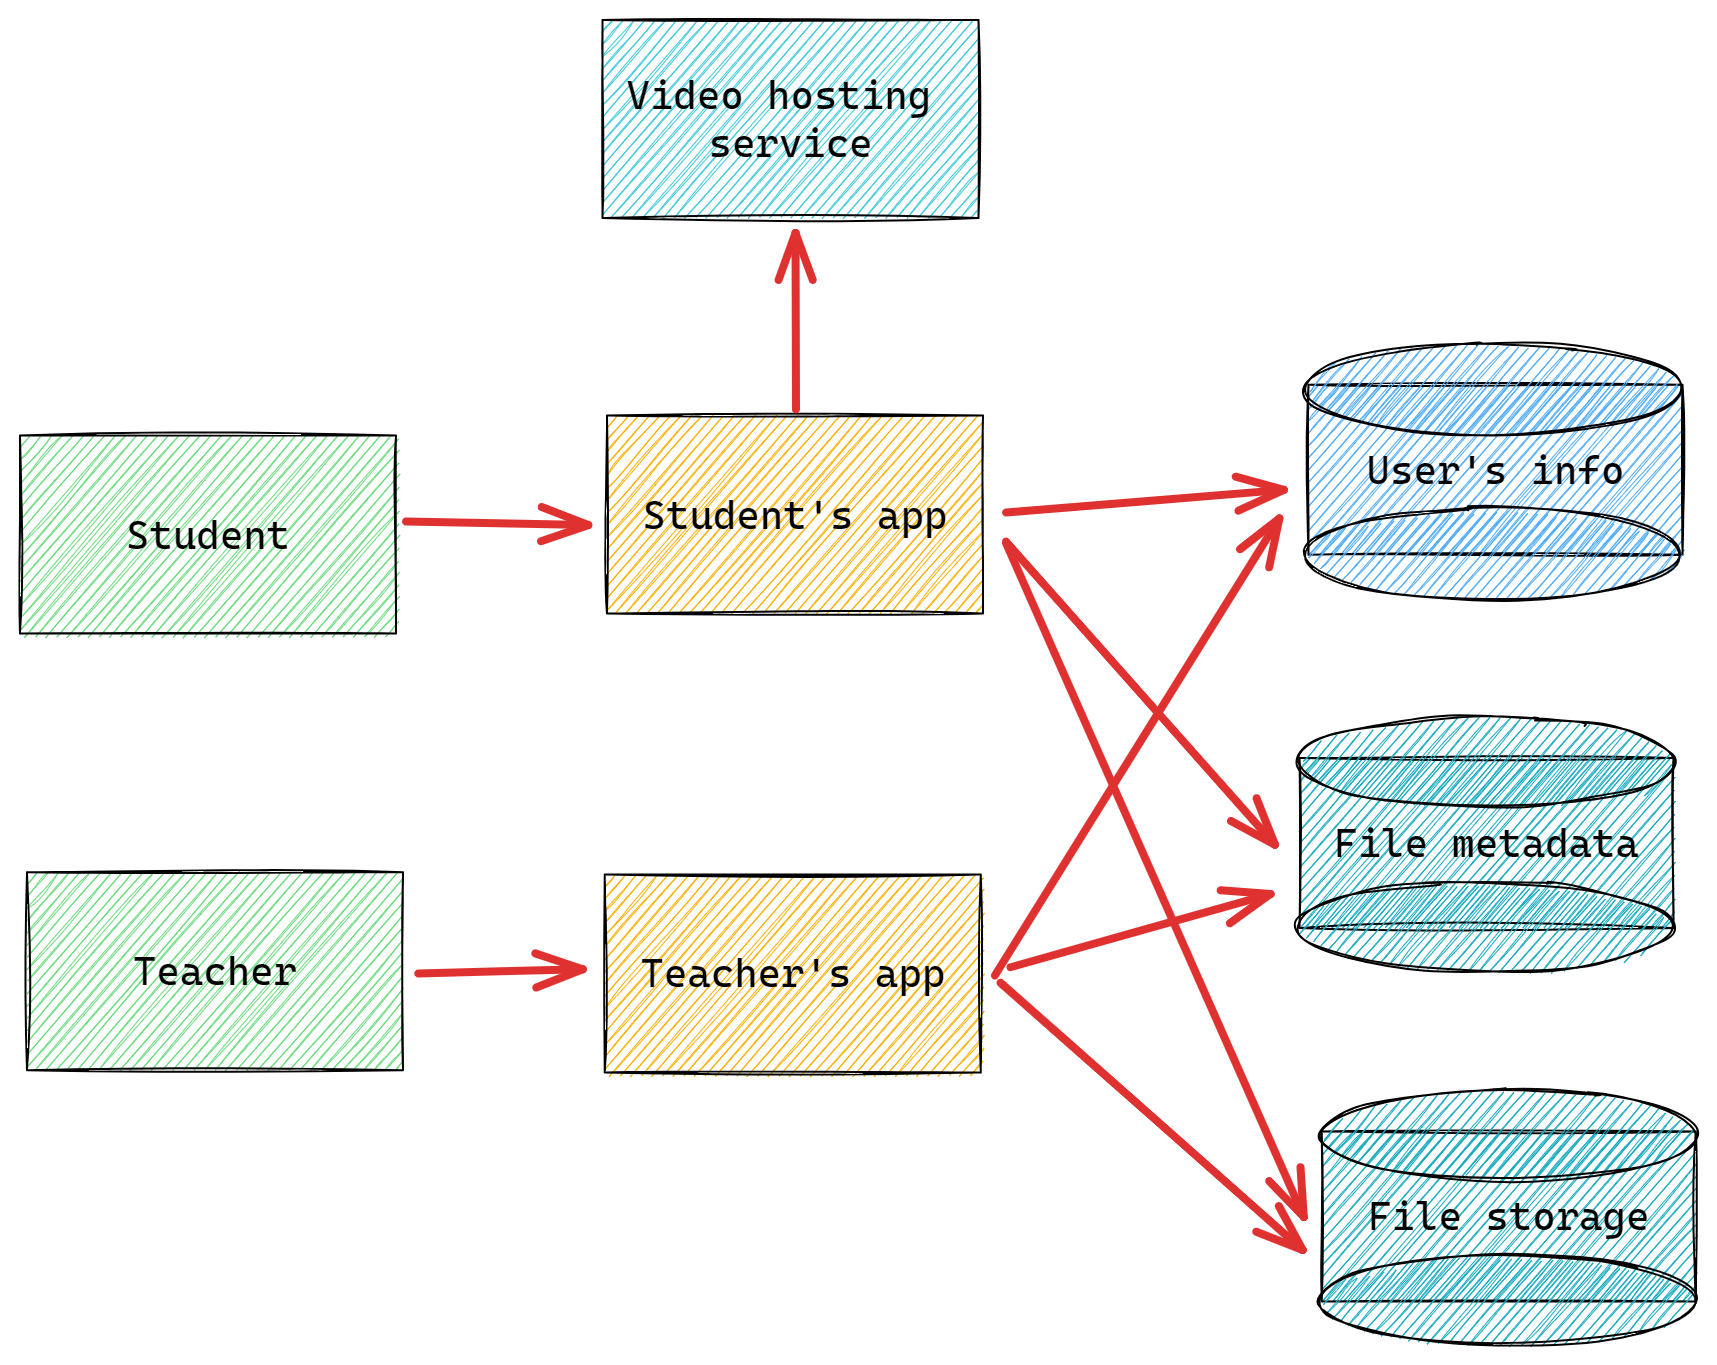 Video hosting
service
Student
Student's app
User's info
File metadata
Teacher
Teacher's app
File storage